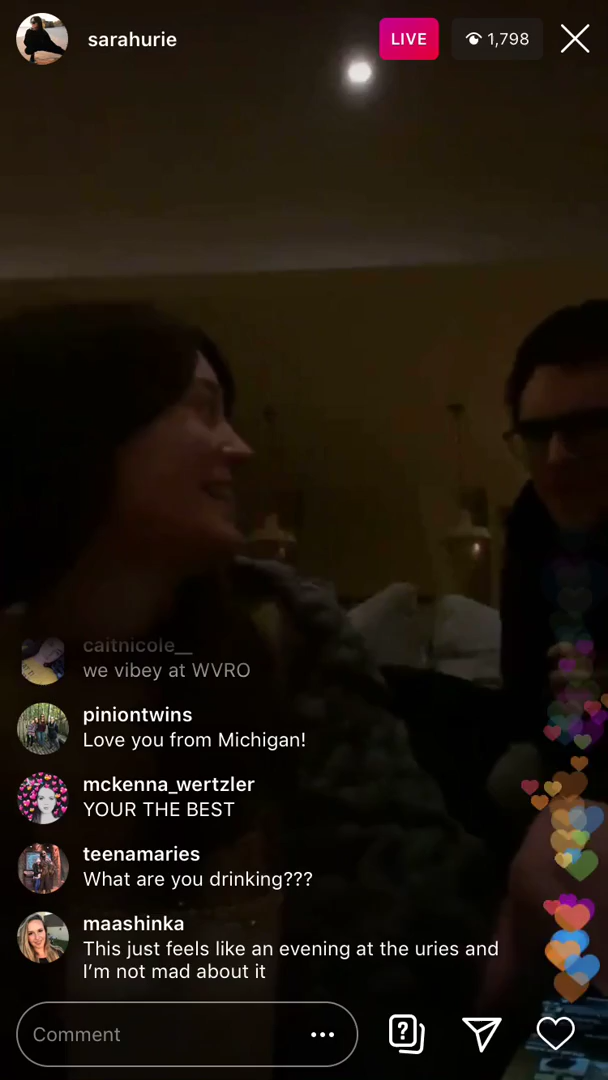 sarahurie
LIVE
1,798
caitnicole__
we vibey at WVRO
piniontwins
Love you from Michigan!
mckenna_wertzler
YOUR THE BEST
teenamaries
What are you drinking???
maashinka
This just feels like an evening at the uries and
I’m not mad about it
Comment